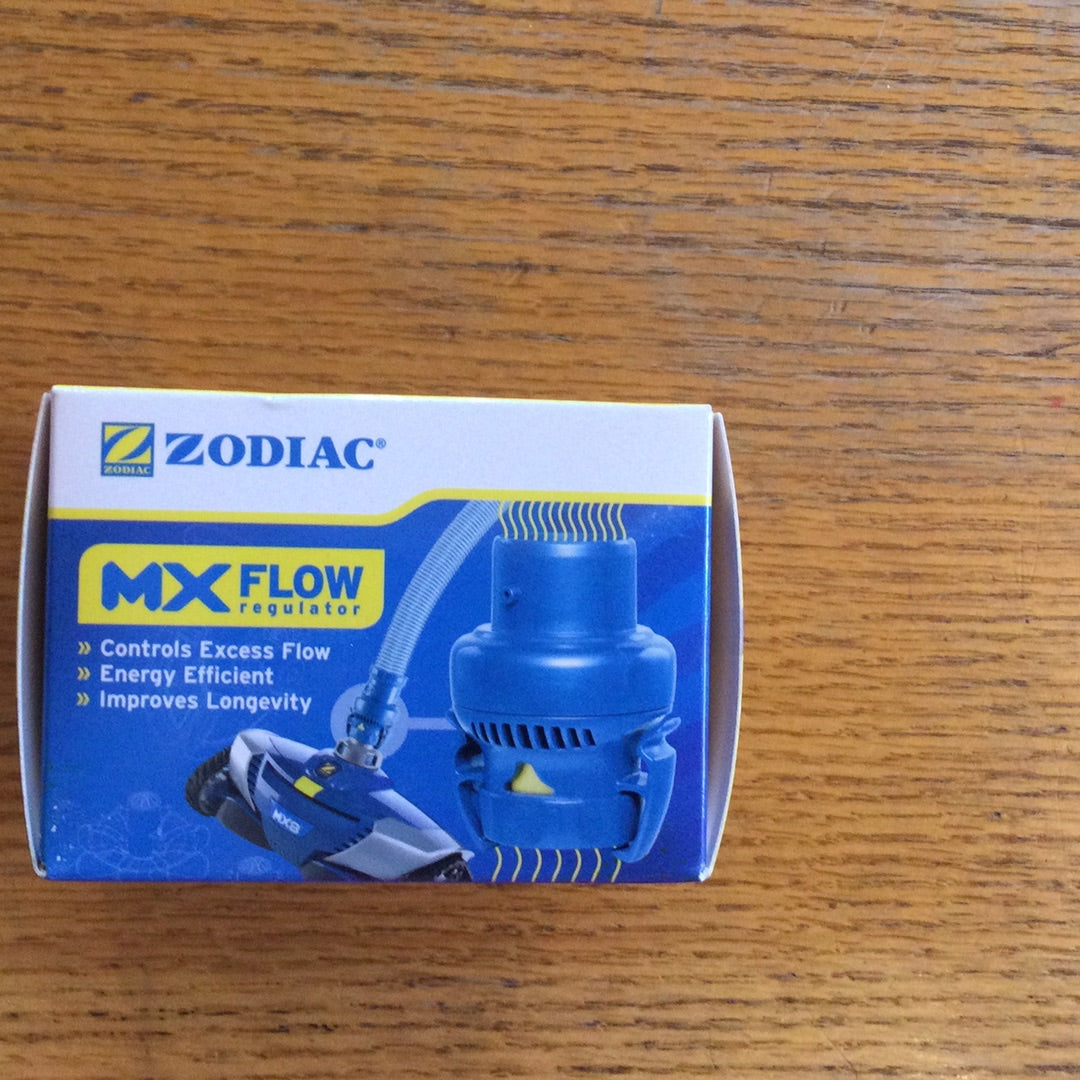 ZODIAC
ZODIAC®
MX FLOW
regulator
» Controls Excess Flow
» Energy Efficient
» Improves Longevity
Z
MX8